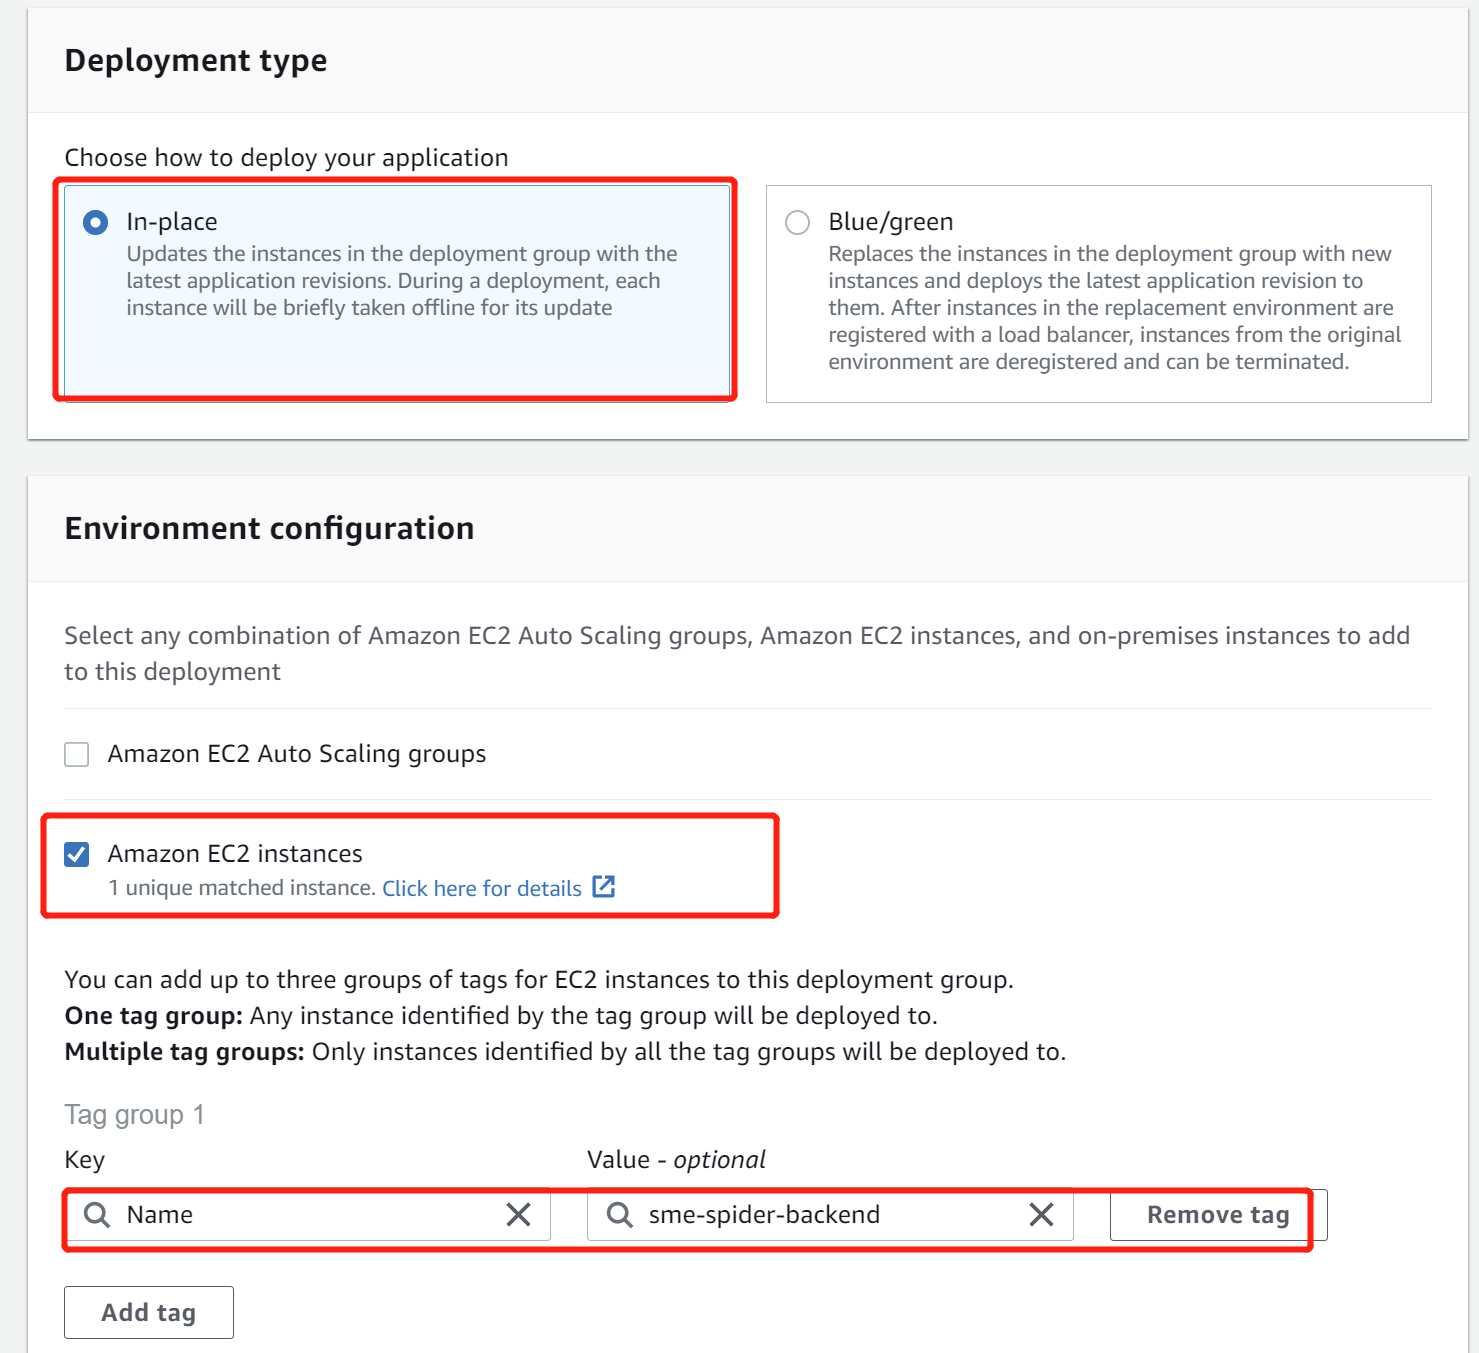 Deployment type
Choose how to deploy your application
In-place
Updates the instances in the deployment group with the
latest application revisions. During a deployment, each
instance will be briefly taken offline for its update
Blue/green
Replaces the instances in the deployment group with new
instances and deploys the latest application revision to
them. After instances in the replacement environment are
registered with a load balancer, instances from the original
environment are deregistered and can be terminated.
Environment configuration
Select any combination of Amazon EC2 Auto Scaling groups, Amazon EC2 instances, and on-premises instances to add
to this deployment
Amazon EC2 Auto Scaling groups
Amazon EC2 instances
1 unique matched instance. Click here for details
You can add up to three groups of tags for EC2 instances to this deployment group.
One tag group: Any instance identified by the tag group will be deployed to.
Multiple tag groups: Only instances identified by all the tag groups will be deployed to.
Tag group 1
Key
Value - optional
Name
sme-spider-backend
Remove tag
Add tag